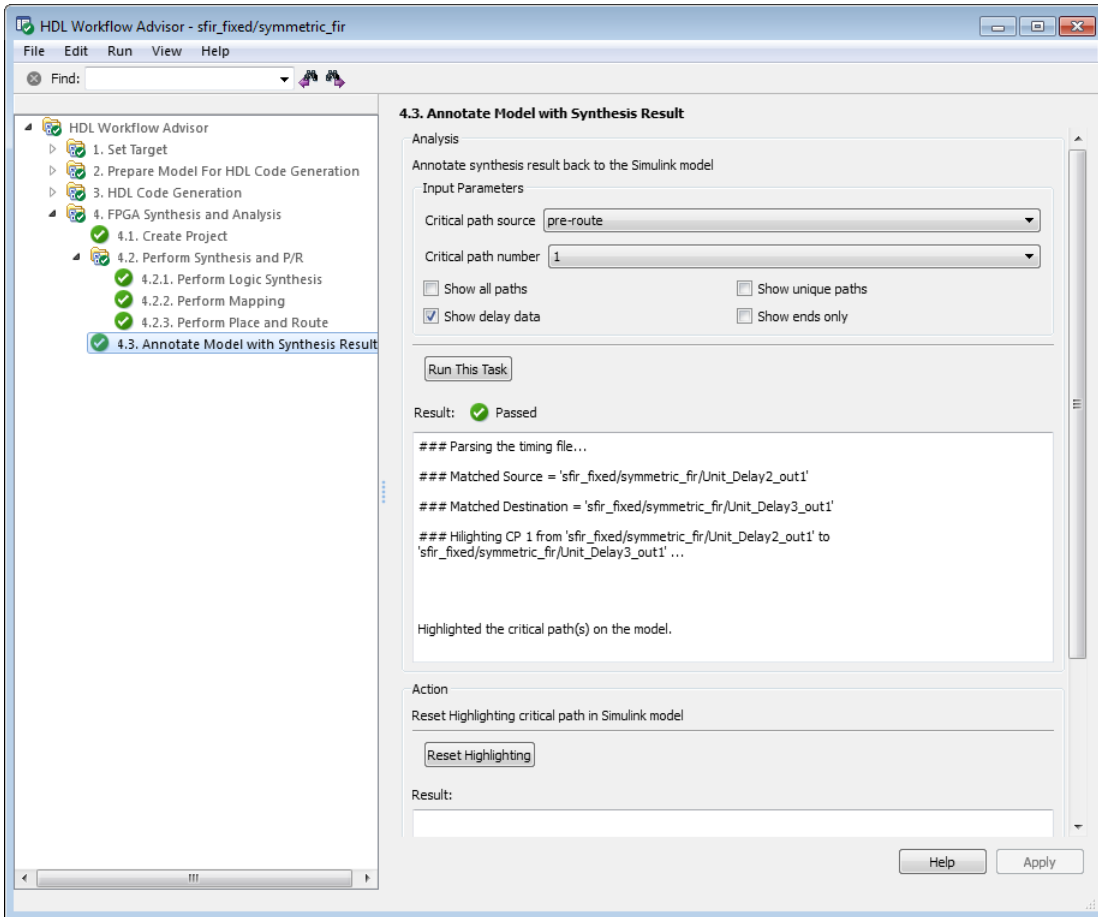 HDL Workflow Advisor - sfir_fixed/symmetric_fir
File Edit Run View Help
Find:
HDL Workflow Advisor
1. Set Target
2. Prepare Model For HDL Code Generation
3. HDL Code Generation
4. FPGA Synthesis and Analysis
4.1. Create Project
4.2. Perform Synthesis and P/R
4.2.1. Perform Logic Synthesis
4.2.2. Perform Mapping
4.2.3. Perform Place and Route
4.3. Annotate Model with Synthesis Result
4.3. Annotate Model with Synthesis Result
Analysis
Annotate synthesis result back to the Simulink model
Input Parameters
Critical path source pre-route
Critical path number 1
Show all paths Show unique paths
Show delay data Show ends only
Run This Task
Result: Passed
### Parsing the timing file...
### Matched Source = 'sfir_fixed/symmetric_fir/Unit_Delay2_out1'
### Matched Destination = 'sfir_fixed/symmetric_fir/Unit_Delay3_out1'
### Hilighting CP 1 from 'sfir_fixed/symmetric_fir/Unit_Delay2_out1' to
'sfir_fixed/symmetric_fir/Unit_Delay3_out1' ...
Highlighted the critical path(s) on the model.
Action
Reset Highlighting critical path in Simulink model
Reset Highlighting
Result:
Help Apply